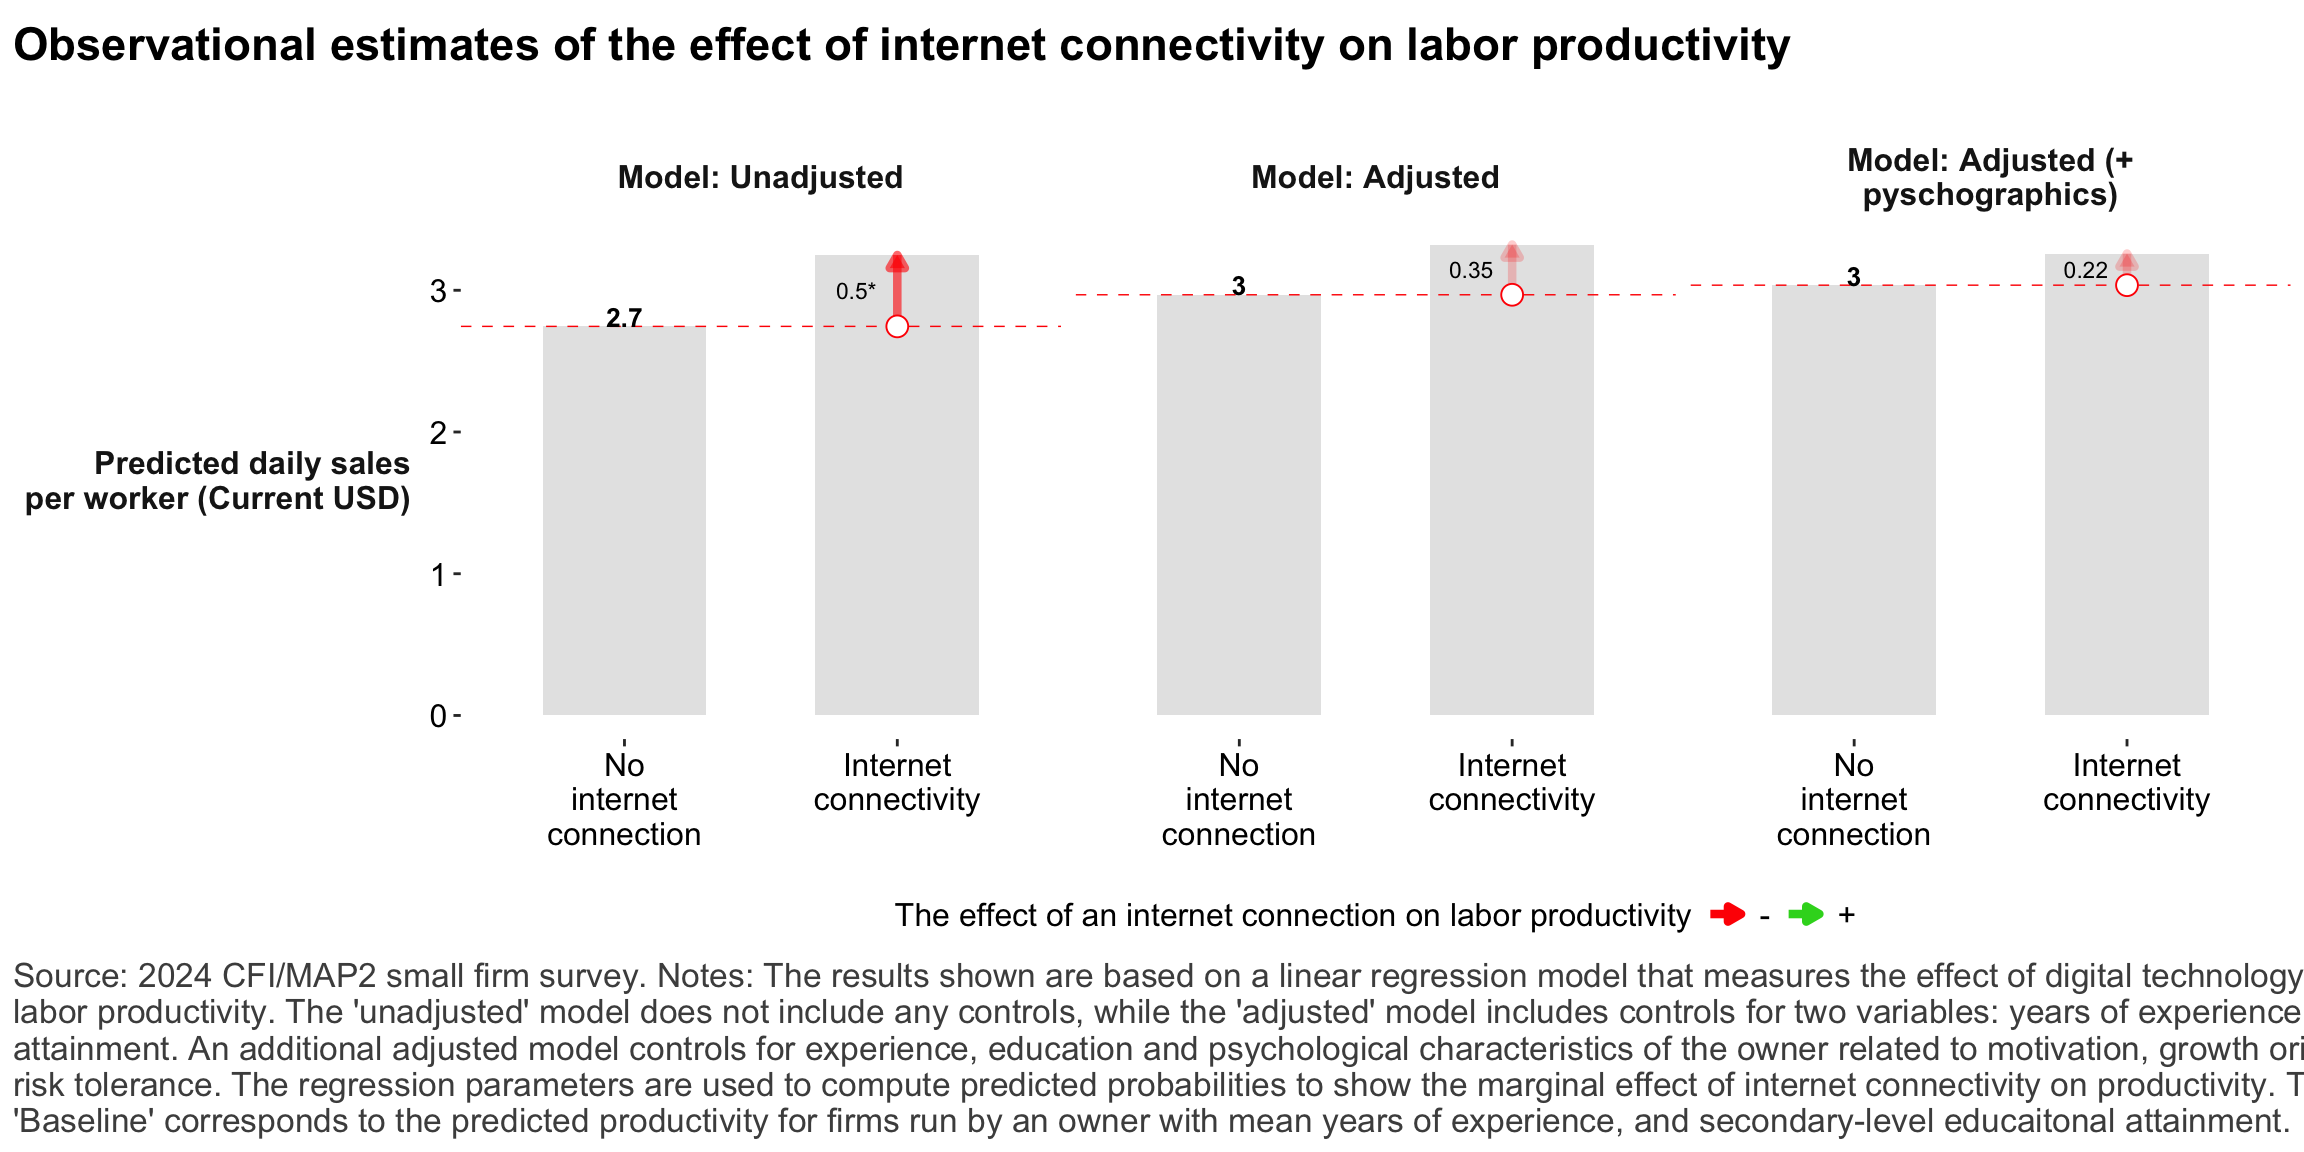 Observational estimates of the effect of internet connectivity on labor productivity
Model: Unadjusted
Model: Adjusted
Model: Adjusted (+
pyschographics)
Predicted daily sales
per worker (Current USD)
3
2
1
0
2.7
0.5*
3
0.35
3
0.22
No
internet
connection
Internet
connectivity
No
internet
connection
Internet
connectivity
No
internet
connection
Internet
connectivity
The effect of an internet connection on labor productivity - +
Source: 2024 CFI/MAP2 small firm survey. Notes: The results shown are based on a linear regression model that measures the effect of digital technology
labor productivity. The 'unadjusted' model does not include any controls, while the 'adjusted' model includes controls for two variables: years of experience
attainment. An additional adjusted model controls for experience, education and psychological characteristics of the owner related to motivation, growth ori
risk tolerance. The regression parameters are used to compute predicted probabilities to show the marginal effect of internet connectivity on productivity. T
'Baseline' corresponds to the predicted productivity for firms run by an owner with mean years of experience, and secondary-level educaitonal attainment.